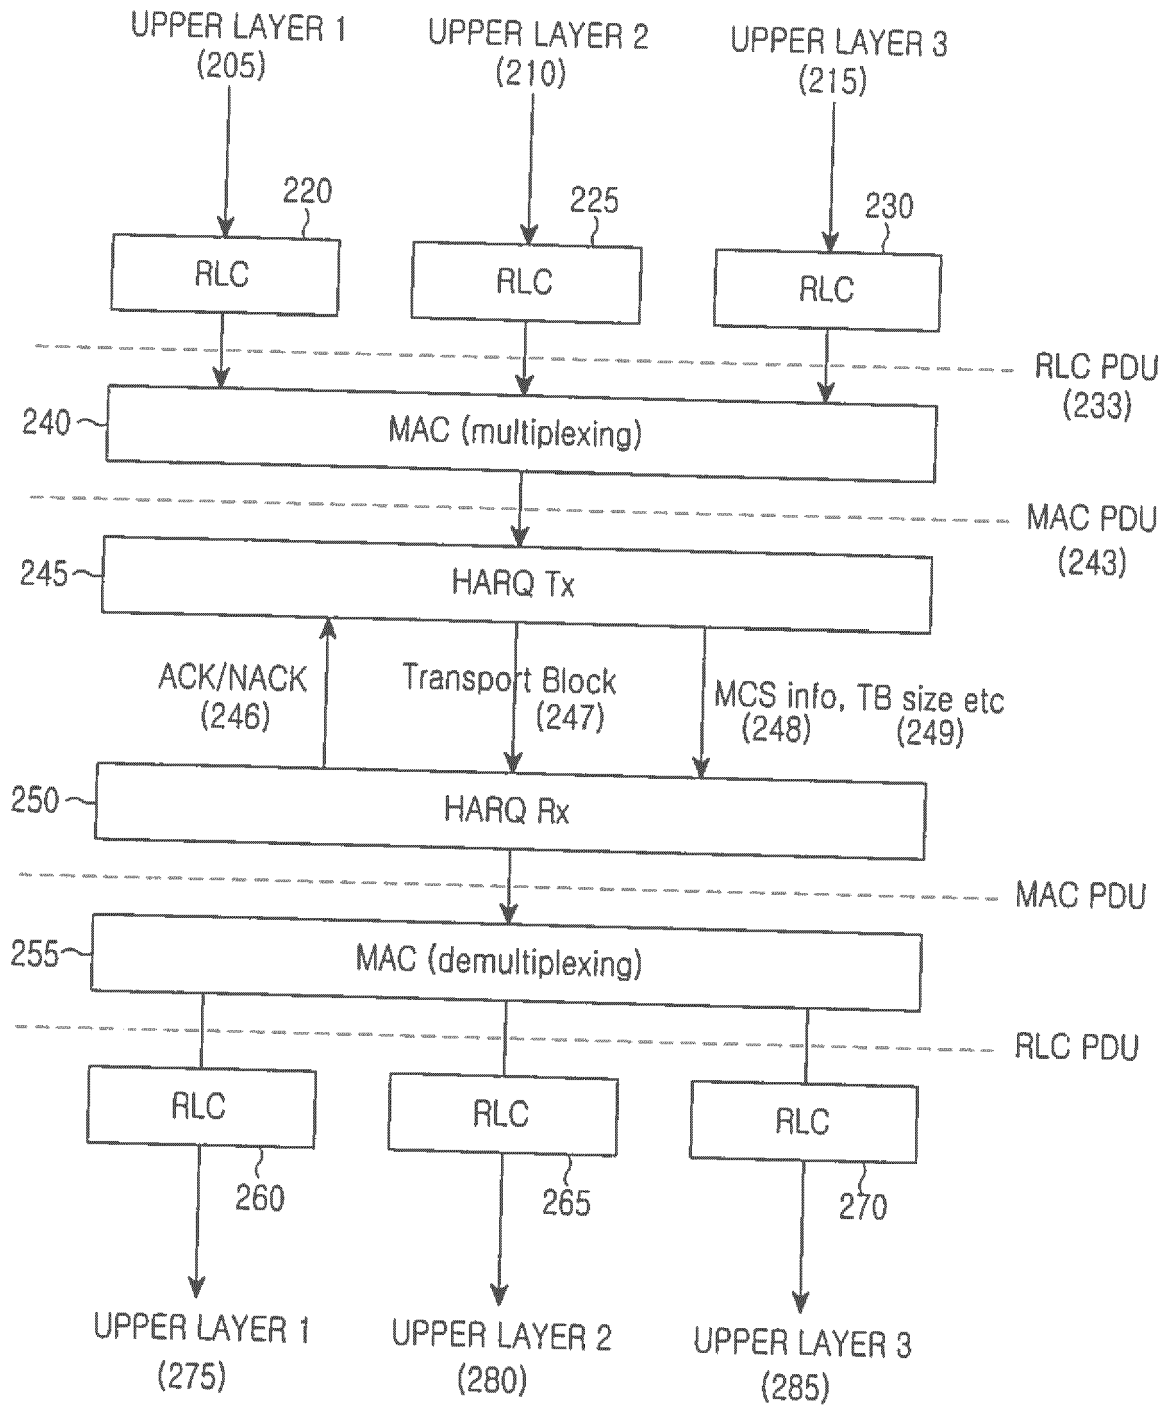 UPPER LAYER 1
(205)
UPPER LAYER 2
(210)
UPPER LAYER 3
(215)
220
RLC
225
RLC
230
RLC
RLC PDU
(233)
240
MAC (multiplexing)
MAC PDU
(243)
245
HARQ Tx
ACK/NACK
(246)
Transport Block
(247)
MCS info, TB size etc
(248)
(249)
250
HARQ Rx
MAC PDU
255
MAC (demultiplexing)
RLC PDU
RLC
260
RLC
265
RLC
270
UPPER LAYER 1
(275)
UPPER LAYER 2
(280)
UPPER LAYER 3
(285)